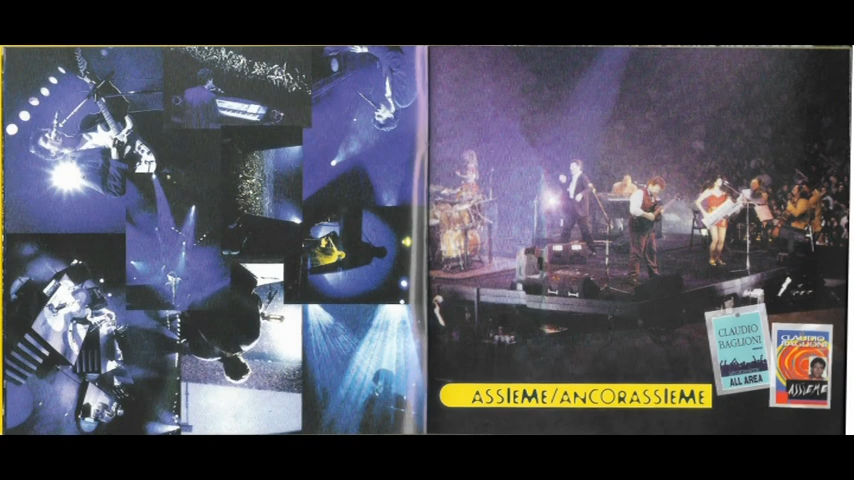 CLAUDIO
BAGLIONI
ALL AREA
CLAUDIO
BAGLIONI
ASSIEME
ASSIEME/ANCORASSIEME